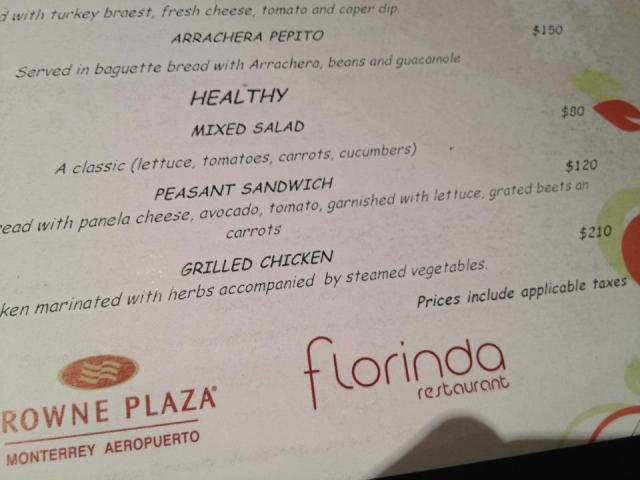 with turkey braest, fresh cheese, tomato and caper dip.
ARRACHERA PEPITO
$150
Served in baguette bread with Arrachera, beans and guacamole
HEALTHY
MIXED SALAD
$80
A classic (lettuce, tomatoes, carrots, cucumbers)
PEASANT SANDWICH
$120
ead with panela cheese, avocado, tomato, garnished with lettuce, grated beets an
carrots
GRILLED CHICKEN
$210
ken marinated with herbs accompanied by steamed vegetables.
Prices include applicable taxes
ROWNE PLAZA®
MONTERREY AEROPUERTO
florinda
restaurant